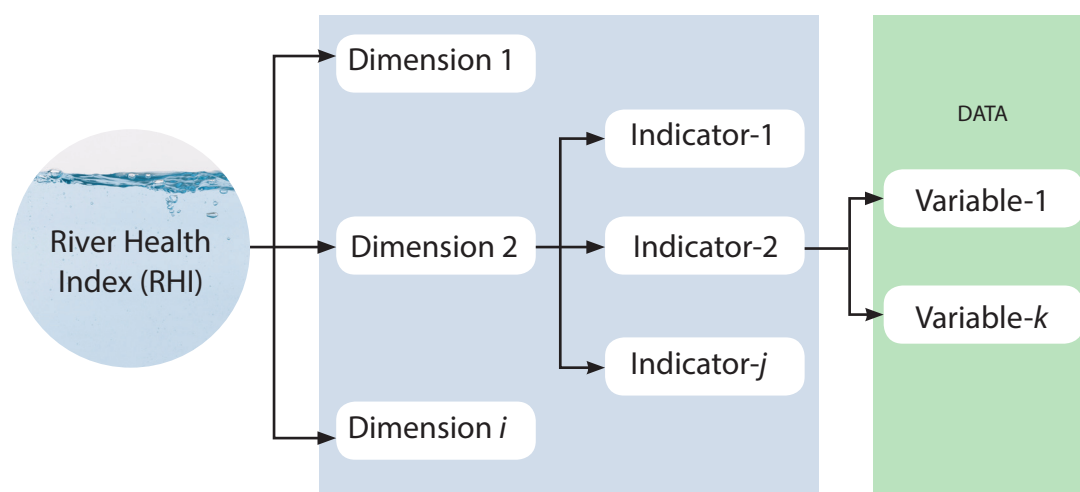 River Health
Index (RHI)
Dimension 1
Dimension 2
Dimension i
Indicator-1
Indicator-2
Indicator-j
DATA
Variable-1
Variable-k